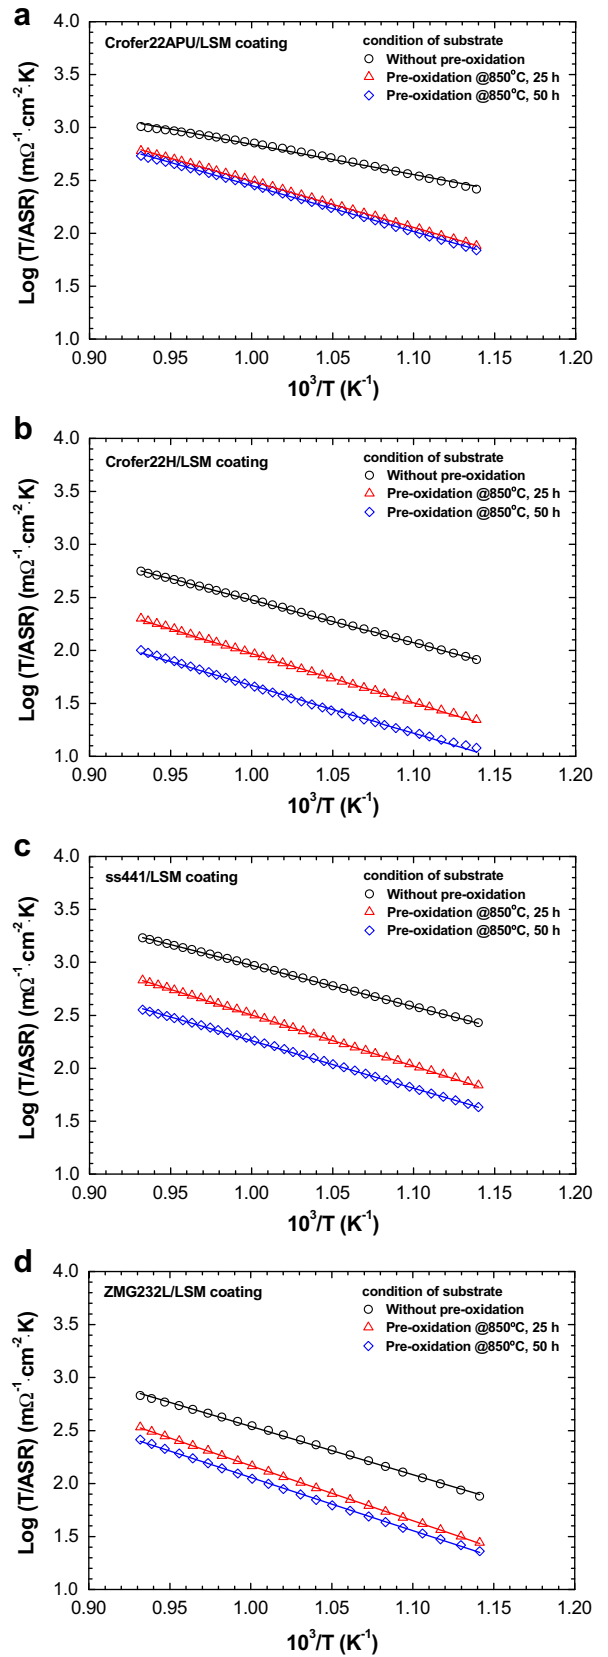 a
Crofer22APU/LSM coating
condition of substrate
Without pre-oxidation
Pre-oxidation @850°C, 25 h
Pre-oxidation @850°C, 50 h
4.0
3.5
3.0
2.5
2.0
1.5
1.0
Log (T/ASR) (mΩ⁻¹·cm⁻²·K)
0.90 0.95 1.00 1.05 1.10 1.15 1.20
10³/T (K⁻¹)
b
Crofer22H/LSM coating
condition of substrate
Without pre-oxidation
Pre-oxidation @850°C, 25 h
Pre-oxidation @850°C, 50 h
4.0
3.5
3.0
2.5
2.0
1.5
1.0
Log (T/ASR) (mΩ⁻¹·cm⁻²·K)
0.90 0.95 1.00 1.05 1.10 1.15 1.20
10³/T (K⁻¹)
c
ss441/LSM coating
condition of substrate
Without pre-oxidation
Pre-oxidation @850°C, 25 h
Pre-oxidation @850ºC, 50 h
4.0
3.5
3.0
2.5
2.0
1.5
1.0
Log (T/ASR) (mΩ⁻¹·cm⁻²·K)
0.90 0.95 1.00 1.05 1.10 1.15 1.20
10³/T (K⁻¹)
d
ZMG232L/LSM coating
condition of substrate
Without pre-oxidation
Pre-oxidation @850ºC, 25 h
Pre-oxidation @850ºC, 50 h
4.0
3.5
3.0
2.5
2.0
1.5
1.0
Log (T/ASR) (mΩ⁻¹·cm⁻²·K)
0.90 0.95 1.00 1.05 1.10 1.15 1.20
10³/T (K⁻¹)